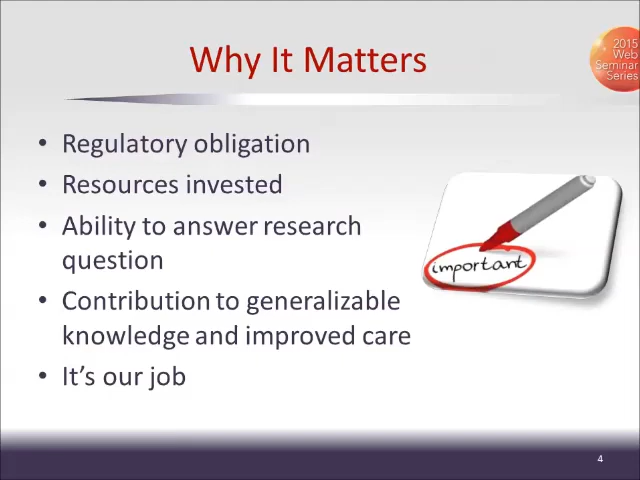 Why It Matters
2015
Web
Seminar
Series
• Regulatory obligation
• Resources invested
• Ability to answer research
question
• Contribution to generalizable
knowledge and improved care
• It’s our job
important
4